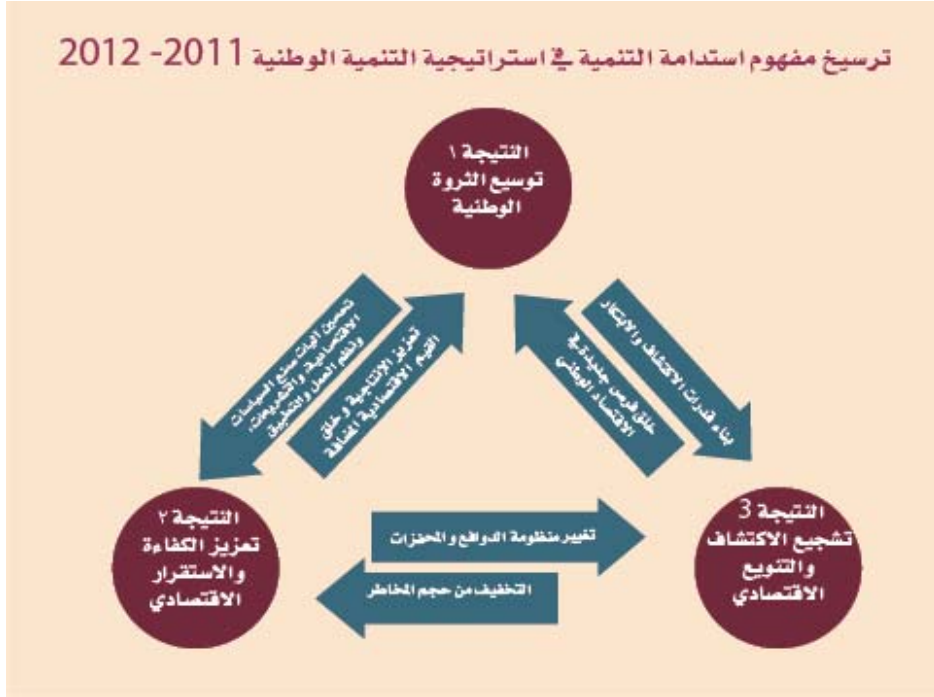 ترسيخ مفهوم استدامة التنمية في استراتيجية التنمية الوطنية 2011- 2012
النتيجة ١
توسيع الثروة
الوطنية
تحسين آليات صنع السياسات
الاقتصادية، والتشريعات،
ونظم العمل والتطبيق
تعزيز الإنتاجية وخلق
القيم الاقتصادية المضافة
خلق فرص جديدة في
الاقتصاد الوطني
بناء قدرات الاكتشاف والابتكار
النتيجة 3
تشجيع الاكتشاف
والتنويع
الاقتصادي
النتيجة ٢
تعزيز الكفاءة
والاستقرار
الاقتصادي
تغيير منظومة الدوافع والمحفزات
التخفيف من حجم المخاطر